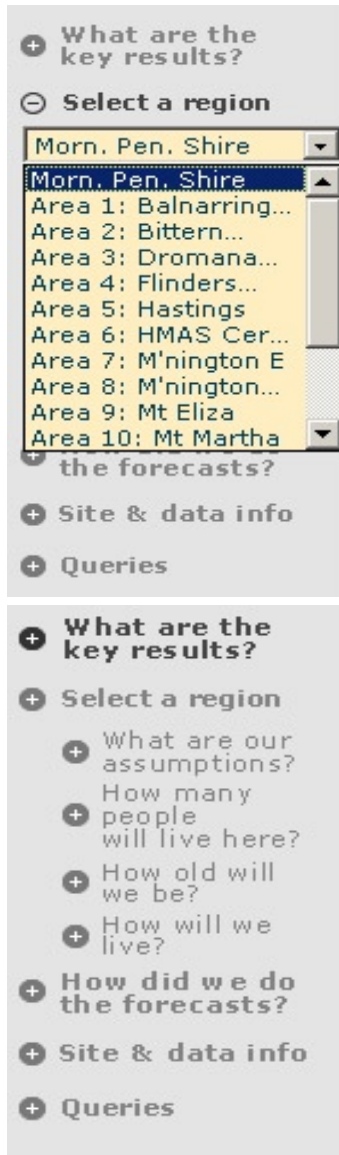 What are the
key results?
Select a region
Morn. Pen. Shire
Morn. Pen. Shire
Area 1: Balnarring...
Area 2: Bittern...
Area 3: Dromana...
Area 4: Flinders...
Area 5: Hastings
Area 6: HMAS Cer...
Area 7: M'nington E
Area 8: M'nington...
Area 9: Mt Eliza
Area 10: Mt Martha
How did we do
the forecasts?
Site & data info
Queries
What are the
key results?
Select a region
What are our
assumptions?
How many
people
will live here?
How old will
we be?
How will we
live?
How did we do
the forecasts?
Site & data info
Queries